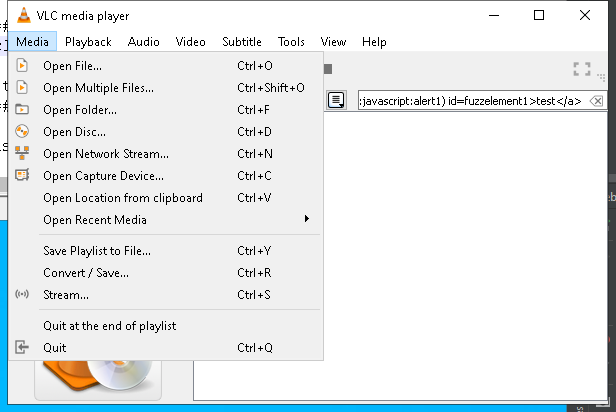 VLC media player
Media Playback Audio Video Subtitle Tools View Help
Open File... Ctrl+O
Open Multiple Files... Ctrl+Shift+O
:javascript:alert1) id=fuzzelement1>test</a>
Open Folder... Ctrl+F
Open Disc... Ctrl+D
Open Network Stream... Ctrl+N
Open Capture Device... Ctrl+C
Open Location from clipboard Ctrl+V
Open Recent Media
Save Playlist to File... Ctrl+Y
Convert / Save... Ctrl+R
Stream... Ctrl+S
Quit at the end of playlist
Quit Ctrl+Q